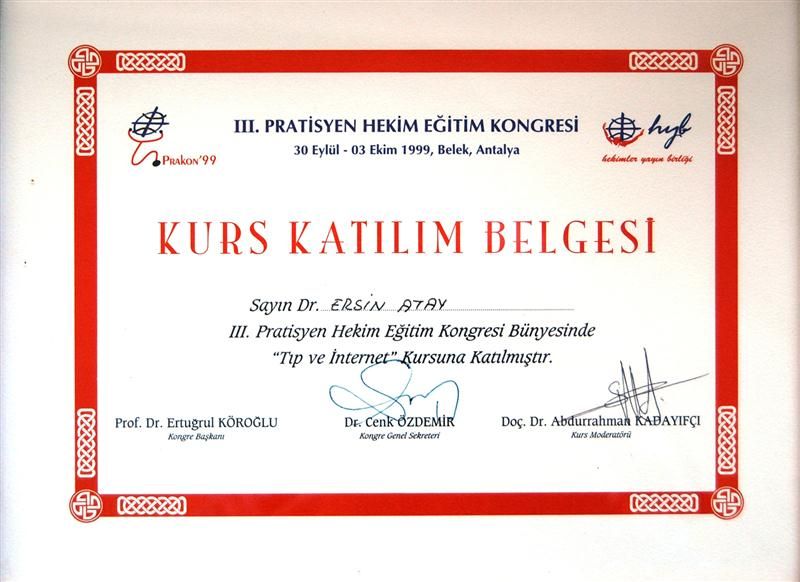 III. PRATİSYEN HEKİM EĞİTİM KONGRESİ
30 Eylül - 03 Ekim 1999, Belek, Antalya
PRAKON'99
hyb
hekimler yayın birliği
KURS KATILIM BELGESİ
Sayın Dr. ERSİN ATAY
III. Pratisyen Hekim Eğitim Kongresi Bünyesinde
“Tıp ve İnternet” Kursuna Katılmıştır.
Prof. Dr. Ertuğrul KÖROĞLU
Kongre Başkanı
Dr. Cenk ÖZDEMİR
Kongre Genel Sekreteri
Doç. Dr. Abdurrahman KADAYIFÇI
Kurs Moderatörü